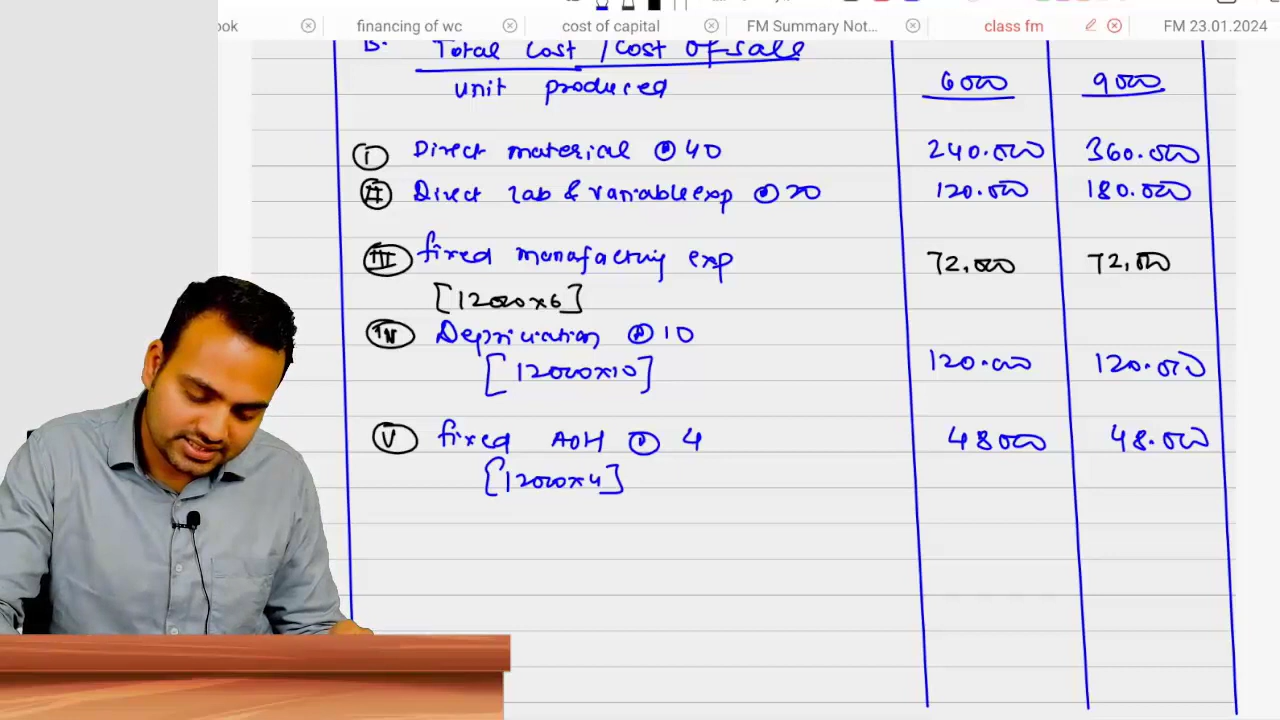 ook financing of wc cost of capital FM Summary Not... class fm FM 23.01.2024
B. Total Cost / Cost of sale
unit produced 6000 9000
I Direct material @ 40 240.000 360.000
II Direct lab & variable exp @ 20 120.000 180.000
III fixed manufactring exp 72,000 72,000
[12000x6]
IV Depriciation @ 10
[12000x10] 120.000 120.000
V fixed AOH @ 4 48000 48.000
[12000x4]